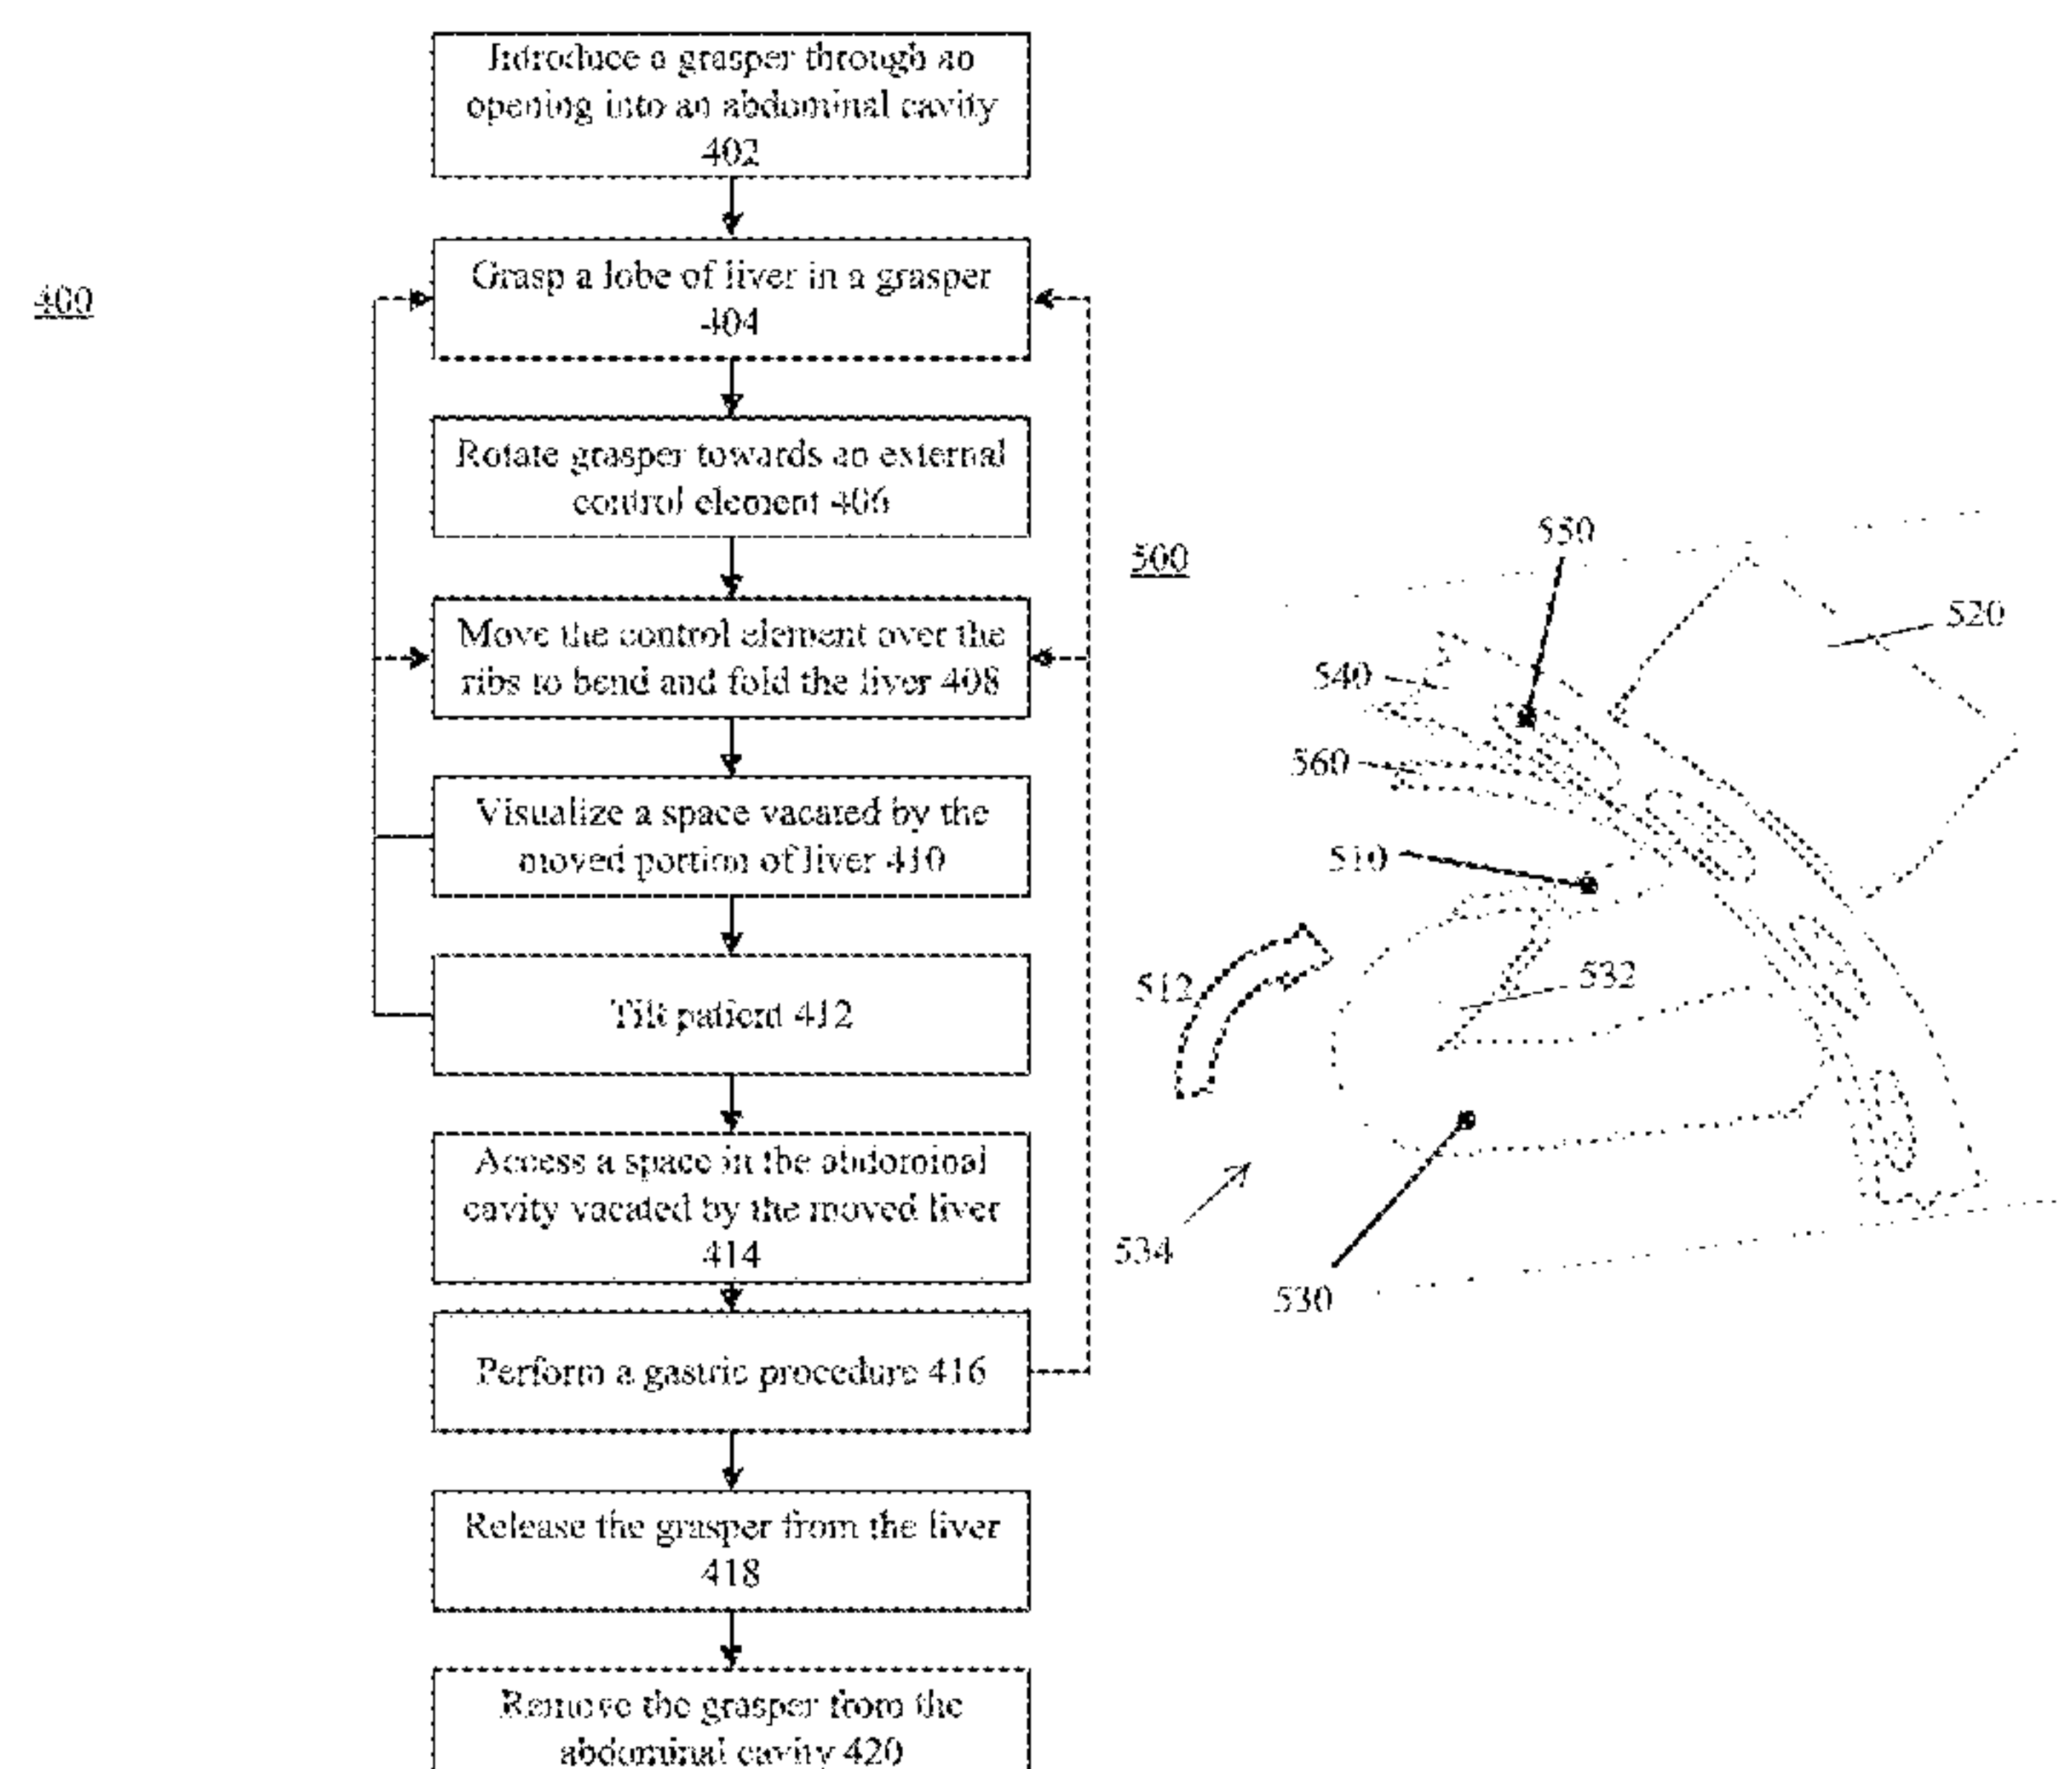 Introduce a grasper through an
opening into an abdominal cavity
402
400
Grasp a lobe of liver in a grasper
404
Rotate grasper towards an external
control element 406
Move the control element over the
ribs to bend and fold the liver 408
Visualize a space vacated by the
moved portion of liver 410
Tilt patient 412
Access a space in the abdominal
cavity vacated by the moved liver
414
Perform a gastric procedure 416
Release the grasper from the liver
418
Remove the grasper from the
abdominal cavity 420
500
550
520
540
560
510
532
512
534
530